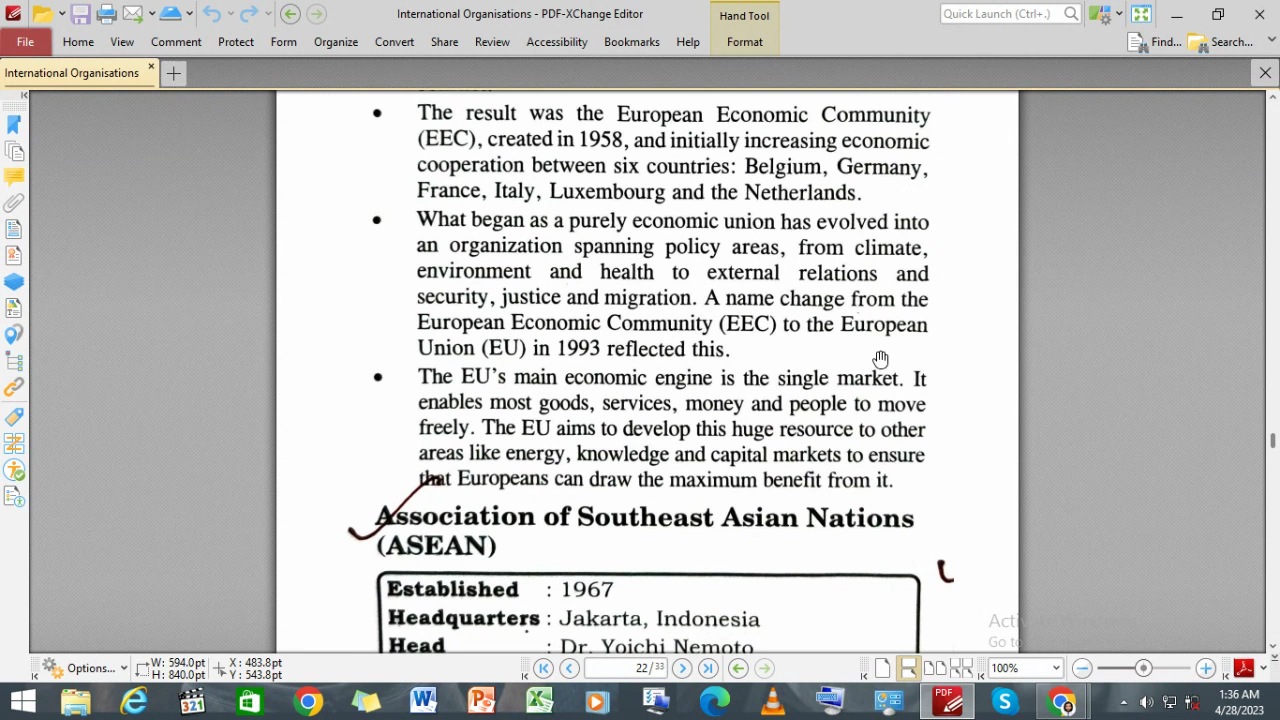 International Organisations - PDF-XChange Editor
Hand Tool
Quick Launch (Ctrl+.)
File Home View Comment Protect Form Organize Convert Share Review Accessibility Bookmarks Help Format
Find... Search...
International Organisations
• The result was the European Economic Community
(EEC), created in 1958, and initially increasing economic
cooperation between six countries: Belgium, Germany,
France, Italy, Luxembourg and the Netherlands.
• What began as a purely economic union has evolved into
an organization spanning policy areas, from climate,
environment and health to external relations and
security, justice and migration. A name change from the
European Economic Community (EEC) to the European
Union (EU) in 1993 reflected this.
• The EU's main economic engine is the single market. It
enables most goods, services, money and people to move
freely. The EU aims to develop this huge resource to other
areas like energy, knowledge and capital markets to ensure
that Europeans can draw the maximum benefit from it.
Association of Southeast Asian Nations
(ASEAN)
Established : 1967
Headquarters : Jakarta, Indonesia
Head : Dr. Yoichi Nemoto
Go to
Options...
W: 594.0pt
H: 840.0pt
X: 483.8pt
Y: 543.8pt
22 / 33
100%
321
PDF
1:36 AM
4/28/2023